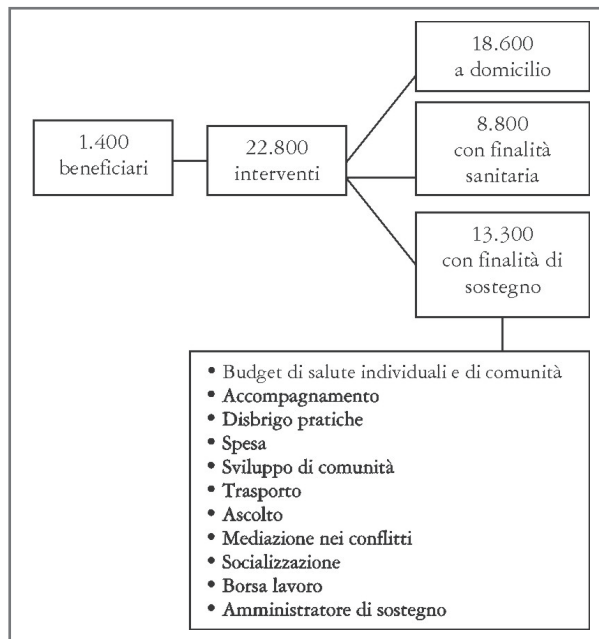 18.600
a domicilio
1.400
beneficiari
22.800
interventi
8.800
con finalità
sanitaria
13.300
con finalità di
sostegno
• Budget di salute individuali e di comunità
• Accompagnamento
• Disbrigo pratiche
• Spesa
• Sviluppo di comunità
• Trasporto
• Ascolto
• Mediazione nei conflitti
• Socializzazione
• Borsa lavoro
• Amministratore di sostegno